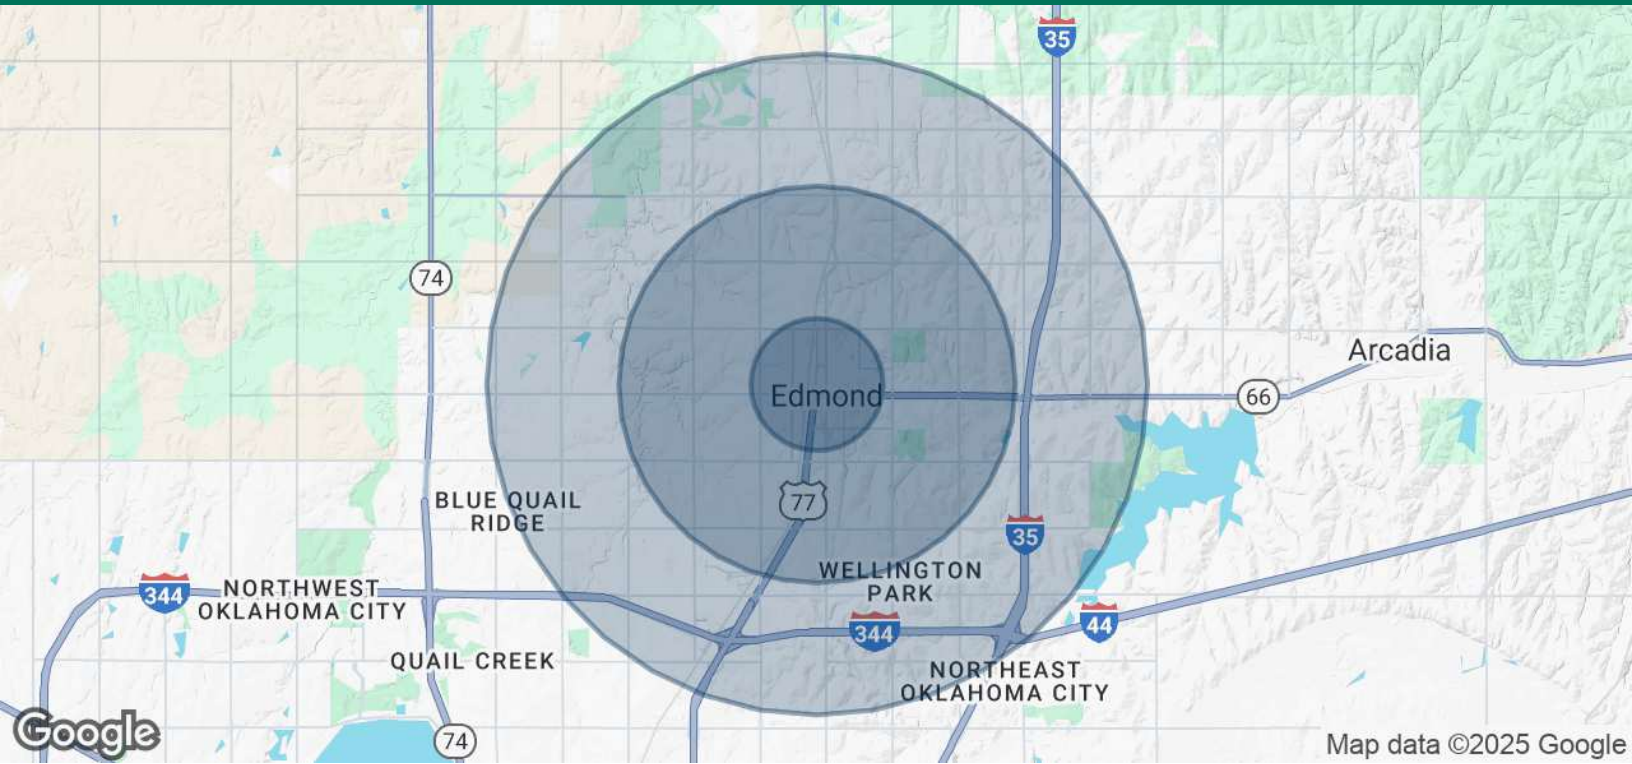 35
74
Arcadia
Edmond
66
BLUE QUAIL
RIDGE
77
35
WELLINGTON
PARK
344
NORTHWEST
OKLAHOMA CITY
344
44
QUAIL CREEK
NORTHEAST
OKLAHOMA CITY
Google
74
Map data ©2025 Google